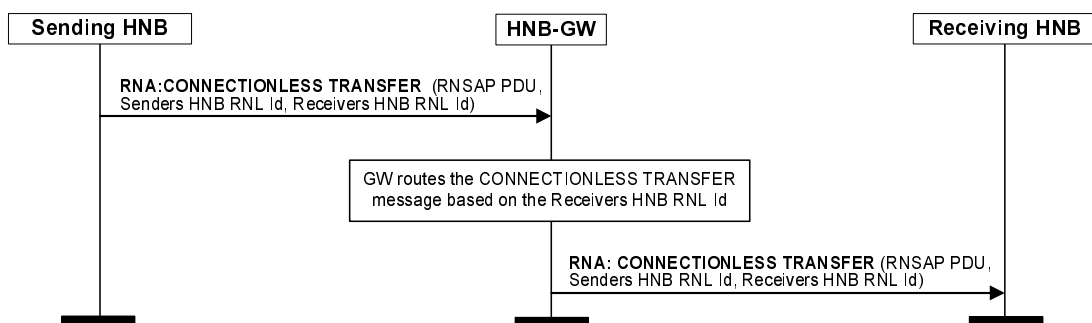 Sending HNB
HNB-GW
Receiving HNB
RNA:CONNECTIONLESS TRANSFER (RNSAP PDU,
Senders HNB RNL Id, Receivers HNB RNL Id)
GW routes the CONNECTIONLESS TRANSFER
message based on the Receivers HNB RNL Id
RNA: CONNECTIONLESS TRANSFER (RNSAP PDU,
Senders HNB RNL Id, Receivers HNB RNL Id)